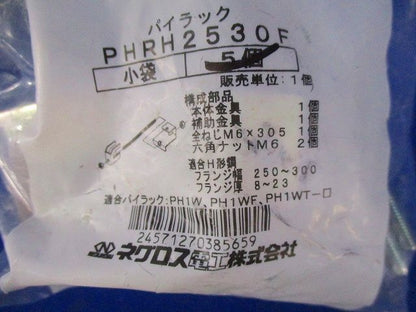 パイラック
PHRH2530F
小袋 5個
販売単位：1個
構成部品
本体金具 1個
補助金具 1個
全ねじM6×305 1個
六角ナットM6 2個
適合H形鋼
フランジ幅 250～300
フランジ厚 8～23
適合パイラック：PH1W、PH1WF、PH1WT-ロ
24571270385659
ネグロス電工株式会社